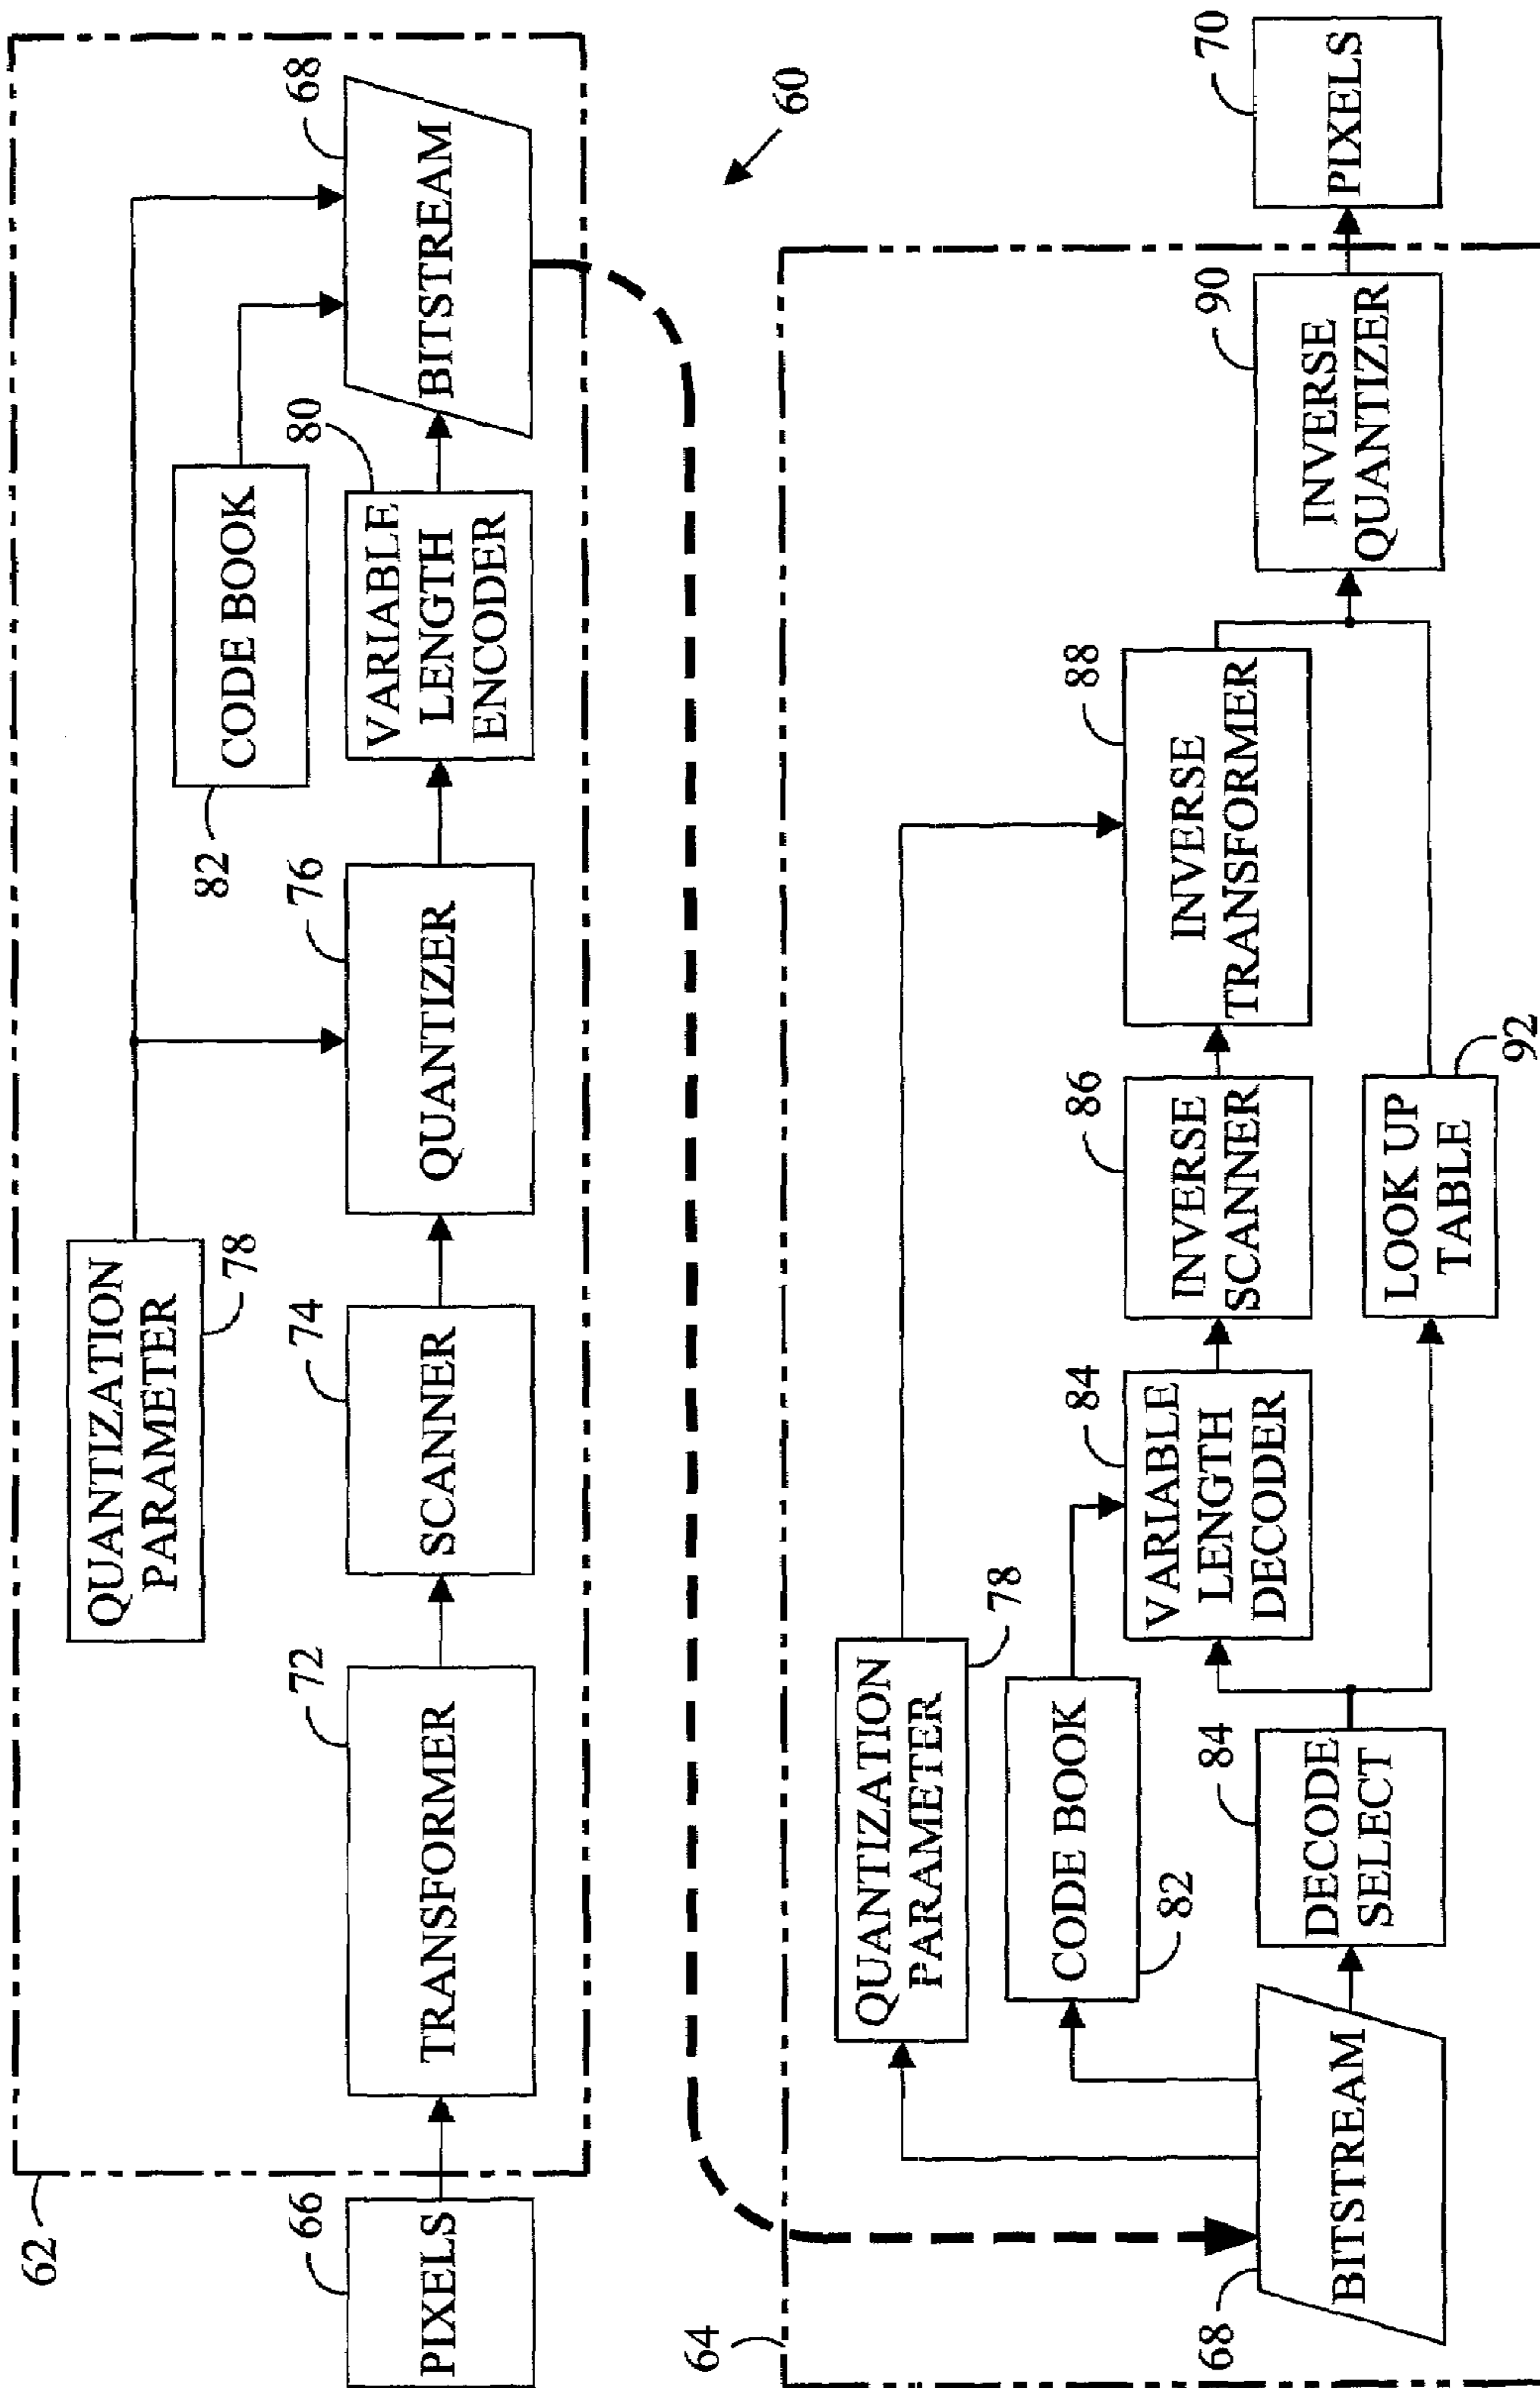 62
QUANTIZATION
PARAMETER
78
CODE BOOK
82
66
PIXELS
72
TRANSFORMER
74
SCANNER
76
QUANTIZER
80
VARIABLE
LENGTH
ENCODER
68
BITSTREAM
60
64
QUANTIZATION
PARAMETER
78
CODE BOOK
82
68
BITSTREAM
84
DECODE
SELECT
84
VARIABLE
LENGTH
DECODER
86
INVERSE
SCANNER
88
INVERSE
TRANSFORMER
LOOK UP
TABLE
92
90
INVERSE
QUANTIZER
70
PIXELS